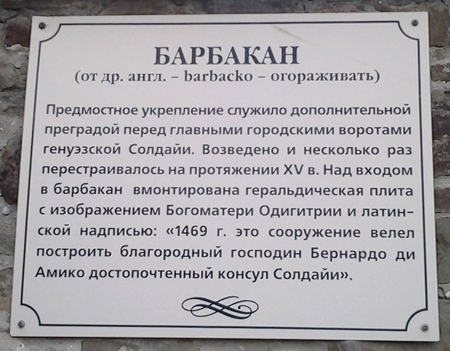 БАРБАКАН
(от др. англ. – barbacko – огораживать)
Предмостное укрепление служило дополнительной
преградой перед главными городскими воротами
генуэзской Солдайи. Возведено и несколько раз
перестраивалось на протяжении XV в. Над входом
в барбакан вмонтирована геральдическая плита
с изображением Богоматери Одигитрии и латин-
ской надписью: «1469 г. это сооружение велел
построить благородный господин Бернардо ди
Амико достопочтенный консул Солдайи».